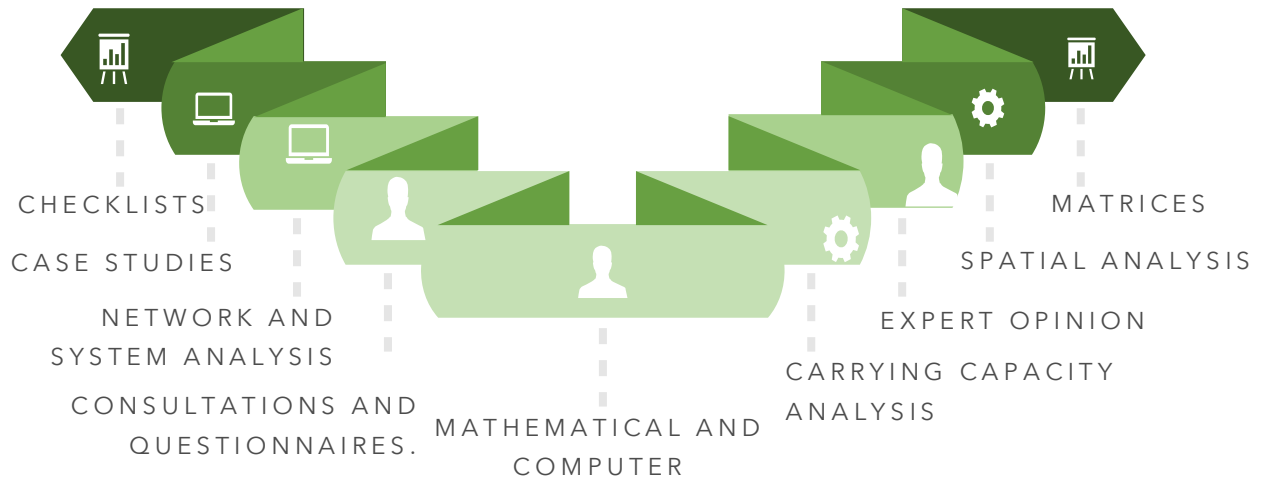 CHECKLISTS
CASE STUDIES
NETWORK AND
SYSTEM ANALYSIS
CONSULTATIONS AND
QUESTIONNAIRES.
MATHEMATICAL AND
COMPUTER
CARRYING CAPACITY
ANALYSIS
EXPERT OPINION
SPATIAL ANALYSIS
MATRICES